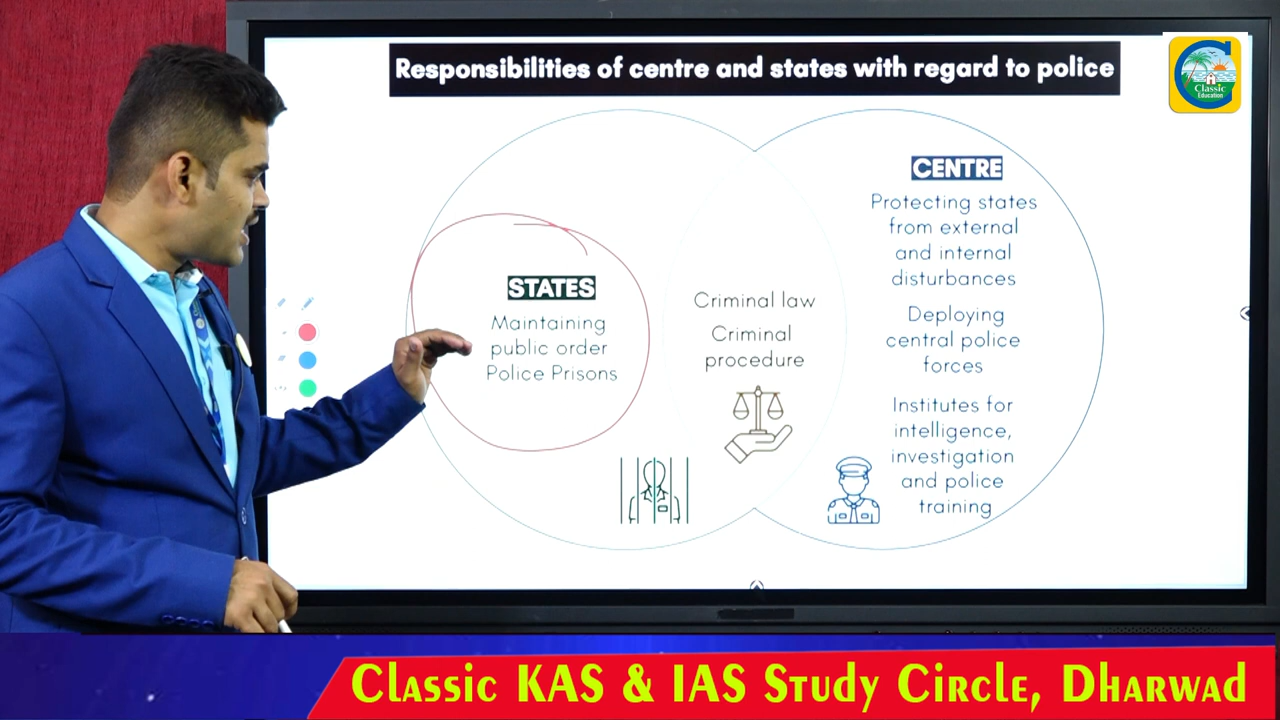 Responsibilities of centre and states with regard to police
Classic
Education
STATES
Maintaining
public order
Police Prisons
Criminal law
Criminal
procedure
CENTRE
Protecting states
from external
and internal
disturbances
Deploying
central police
forces
Institutes for
intelligence,
investigation
and police
training
Classic KAS & IAS Study Circle, Dharwad